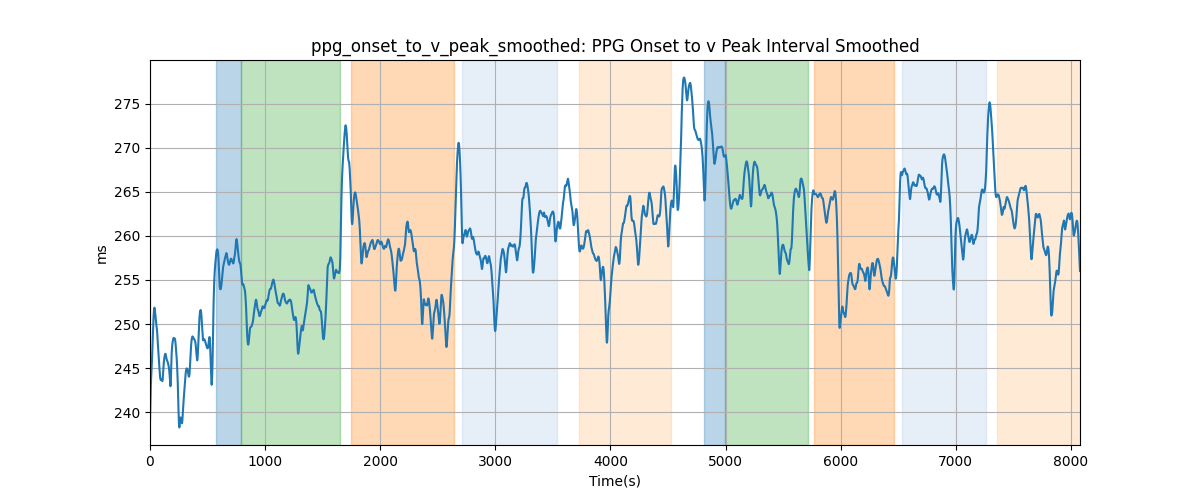 ppg_onset_to_v_peak_smoothed: PPG Onset to v Peak Interval Smoothed
275
270
265
260
255
250
245
240
ms
0 1000 2000 3000 4000 5000 6000 7000 8000
Time(s)